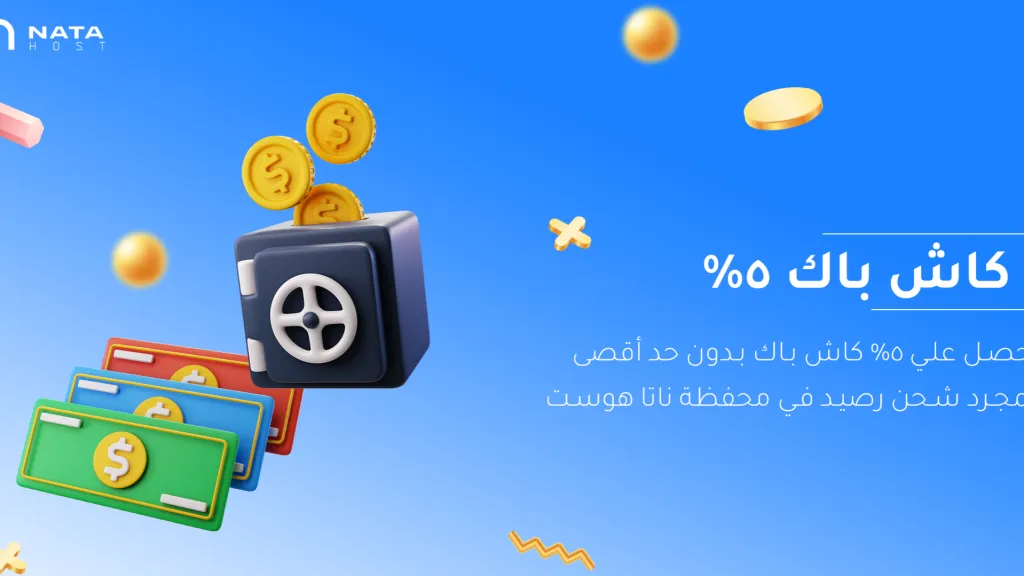 NATA
HOST
كاش باك ٥%
حصل علي ٥% كاش باك بدون حد أقصى
مجرد شحن رصيد في محفظة ناتا هوست